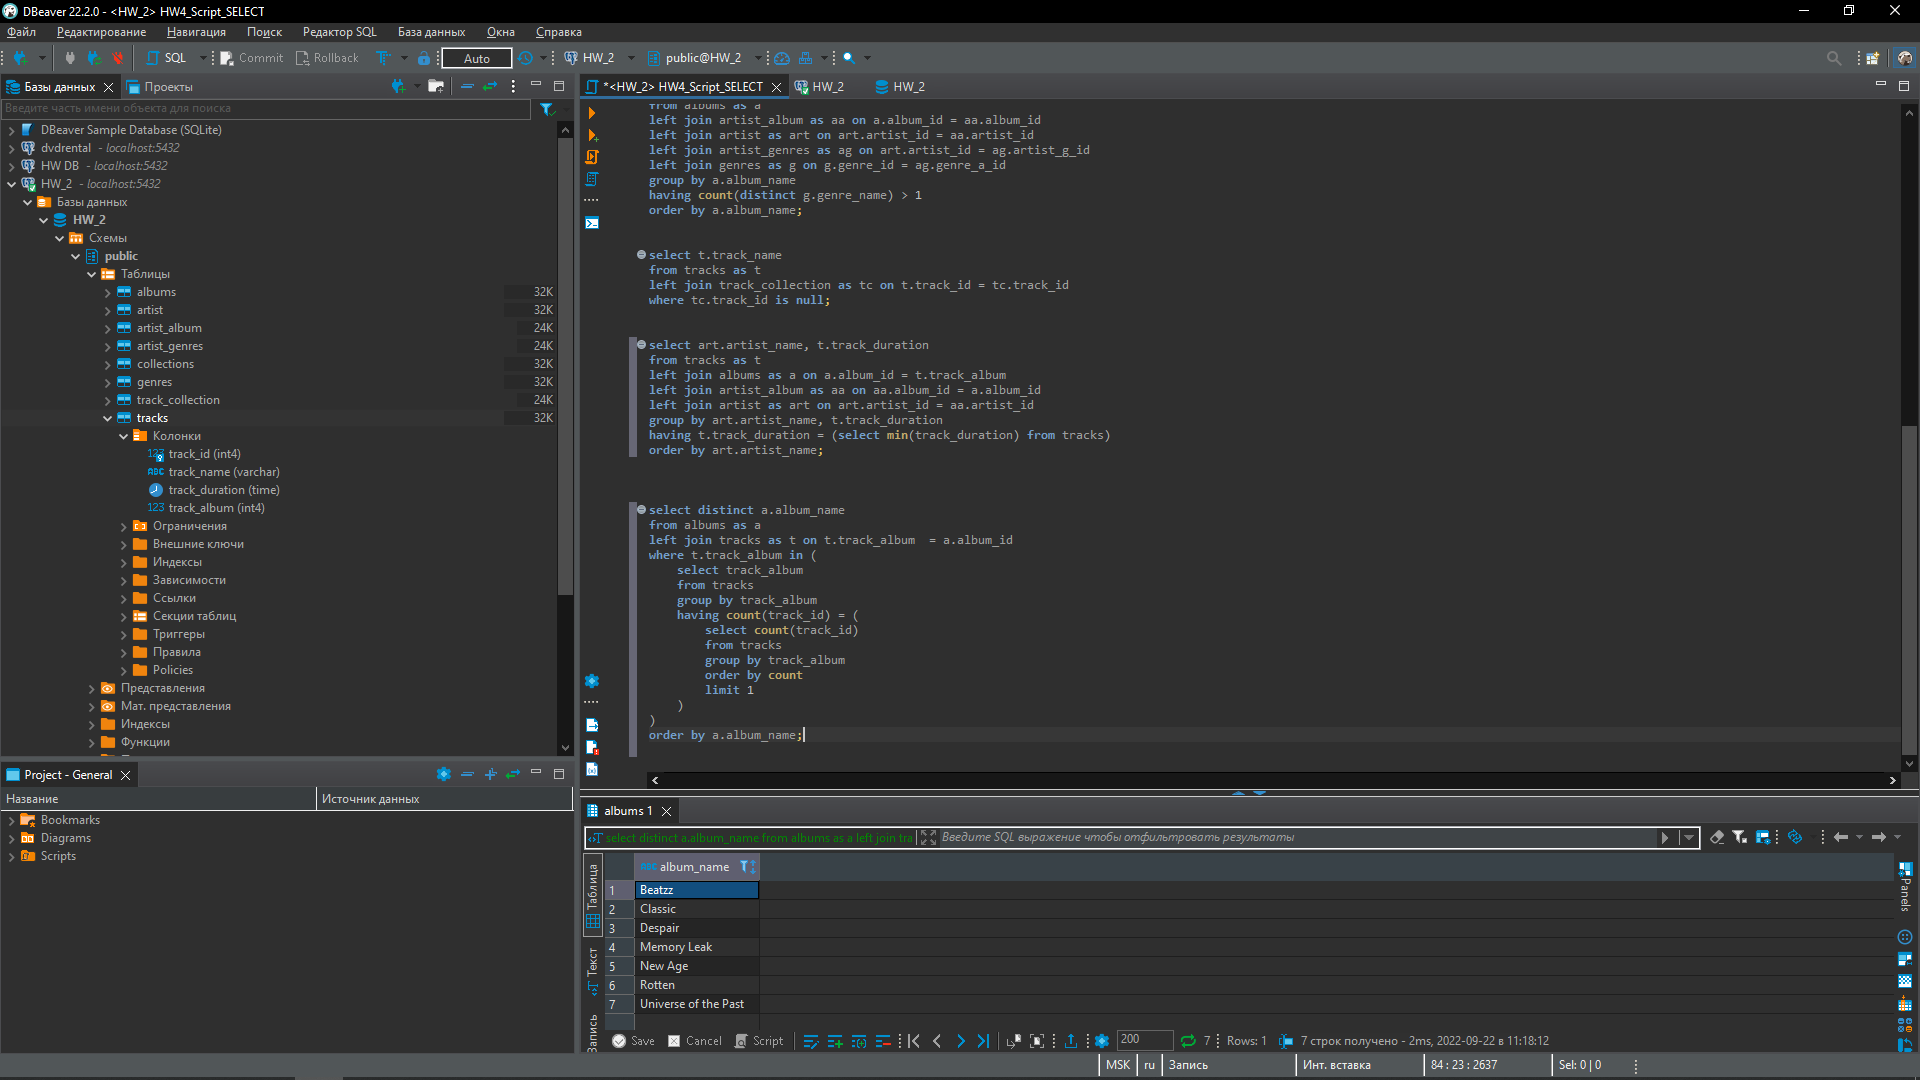 DBeaver 22.2.0 - <HW_2> HW4_Script_SELECT
Файл Редактирование Навигация Поиск Редактор SQL База данных Окна Справка
SQL Commit Rollback Auto HW_2 public@HW_2
Базы данных Проекты
Введите часть имени объекта для поиска
DBeaver Sample Database (SQLite)
dvdrental - localhost:5432
HW DB - localhost:5432
HW_2 - localhost:5432
Базы данных
HW_2
Схемы
public
Таблицы
albums 32K
artist 32K
artist_album 24K
artist_genres 24K
collections 32K
genres 32K
track_collection 24K
tracks 32K
Колонки
track_id (int4)
track_name (varchar)
track_duration (time)
track_album (int4)
Ограничения
Внешние ключи
Индексы
Зависимости
Ссылки
Секции таблиц
Триггеры
Правила
Policies
Представления
Мат. представления
Индексы
Функции
Project - General
Название Источник данных
Bookmarks
Diagrams
Scripts
*<HW_2> HW4_Script_SELECT HW_2 HW_2
from albums as a
left join artist_album as aa on a.album_id = aa.album_id
left join artist as art on art.artist_id = aa.artist_id
left join artist_genres as ag on art.artist_id = ag.artist_g_id
left join genres as g on g.genre_id = ag.genre_a_id
group by a.album_name
having count(distinct g.genre_name) > 1
order by a.album_name;
select t.track_name
from tracks as t
left join track_collection as tc on t.track_id = tc.track_id
where tc.track_id is null;
select art.artist_name, t.track_duration
from tracks as t
left join albums as a on a.album_id = t.track_album
left join artist_album as aa on aa.album_id = a.album_id
left join artist as art on art.artist_id = aa.artist_id
group by art.artist_name, t.track_duration
having t.track_duration = (select min(track_duration) from tracks)
order by art.artist_name;
select distinct a.album_name
from albums as a
left join tracks as t on t.track_album  = a.album_id
where t.track_album in (
select track_album
from tracks
group by track_album
having count(track_id) = (
select count(track_id)
from tracks
group by track_album
order by count
limit 1
)
)
order by a.album_name;
albums 1
select distinct a.album_name from albums as a left join tra Введите SQL выражение чтобы отфильтровать результаты
Таблица
Текст
Запись
Panels
ABC album_name
1 Beatzz
2 Classic
3 Despair
4 Memory Leak
5 New Age
6 Rotten
7 Universe of the Past
Save Cancel Script 200 7 Rows: 1 7 строк получено - 2ms, 2022-09-22 в 11:18:12
MSK ru Запись Инт. вставка 84 : 23 : 2637 Sel: 0 | 0